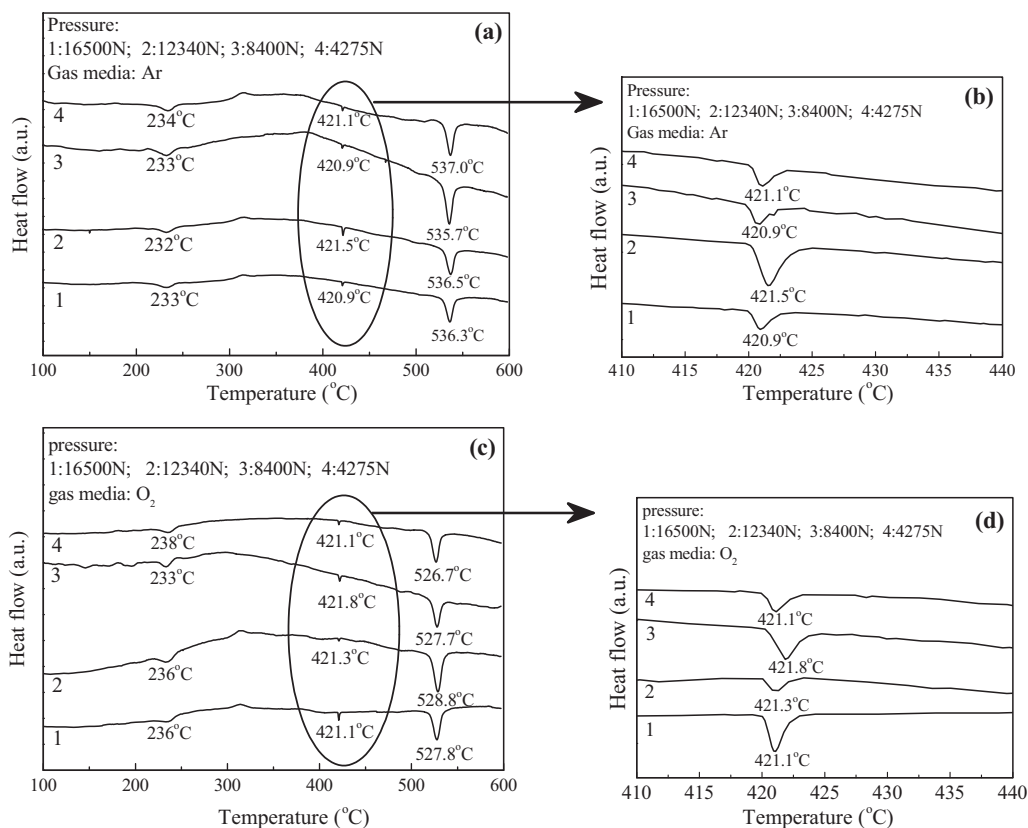 Pressure:
(a)
1:16500N; 2:12340N; 3:8400N; 4:4275N
Gas media: Ar
4
234°C
421.1°C
537.0°C
3
233°C
420.9°C
535.7°C
2
232°C
421.5°C
536.5°C
1
233°C
420.9°C
536.3°C
Heat flow (a.u.)
100 200 300 400 500 600
Temperature (°C)
Pressure:
(b)
1:16500N; 2:12340N; 3:8400N; 4:4275N
Gas media: Ar
4
421.1°C
3
420.9°C
2
421.5°C
1
420.9°C
Heat flow (a.u.)
410 415 420 425 430 435 440
Temperature (°C)
pressure:
(c)
1:16500N; 2:12340N; 3:8400N; 4:4275N
gas media: O₂
4
238°C
421.1°C
526.7°C
3
233°C
421.8°C
527.7°C
2
236°C
421.3°C
528.8°C
1
236°C
421.1°C
527.8°C
Heat flow (a.u.)
100 200 300 400 500 600
Temperature (°C)
pressure:
(d)
1:16500N; 2:12340N; 3:8400N; 4:4275N
gas media: O₂
4
421.1°C
3
421.8°C
2
421.3°C
1
421.1°C
Heat flow (a.u.)
410 415 420 425 430 435 440
Temperature (°C)